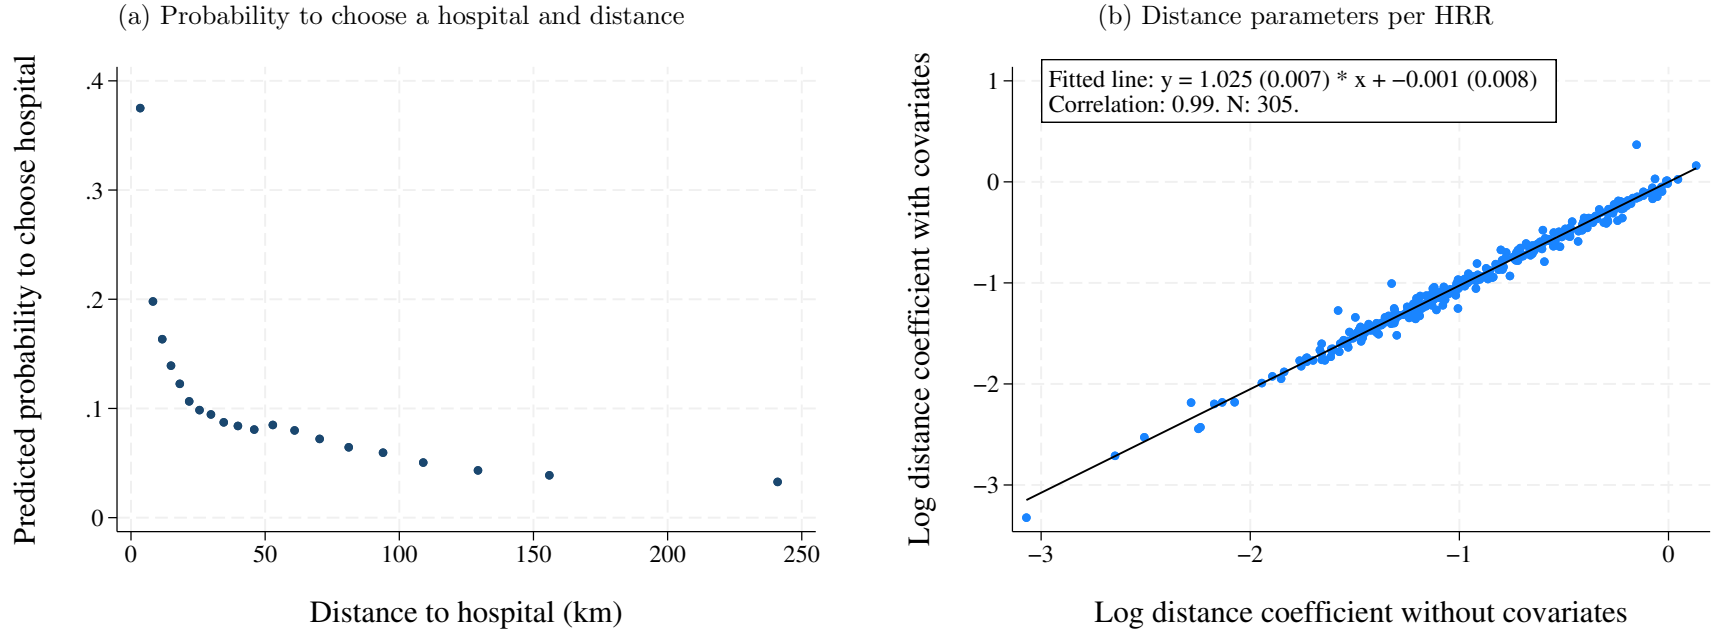 (a) Probability to choose a hospital and distance
Predicted probability to choose hospital
.4
.3
.2
.1
0
0 50 100 150 200 250
Distance to hospital (km)
(b) Distance parameters per HRR
Log distance coefficient with covariates
Fitted line: y = 1.025 (0.007) * x + −0.001 (0.008)
Correlation: 0.99. N: 305.
1
0
−1
−2
−3
−3 −2 −1 0
Log distance coefficient without covariates